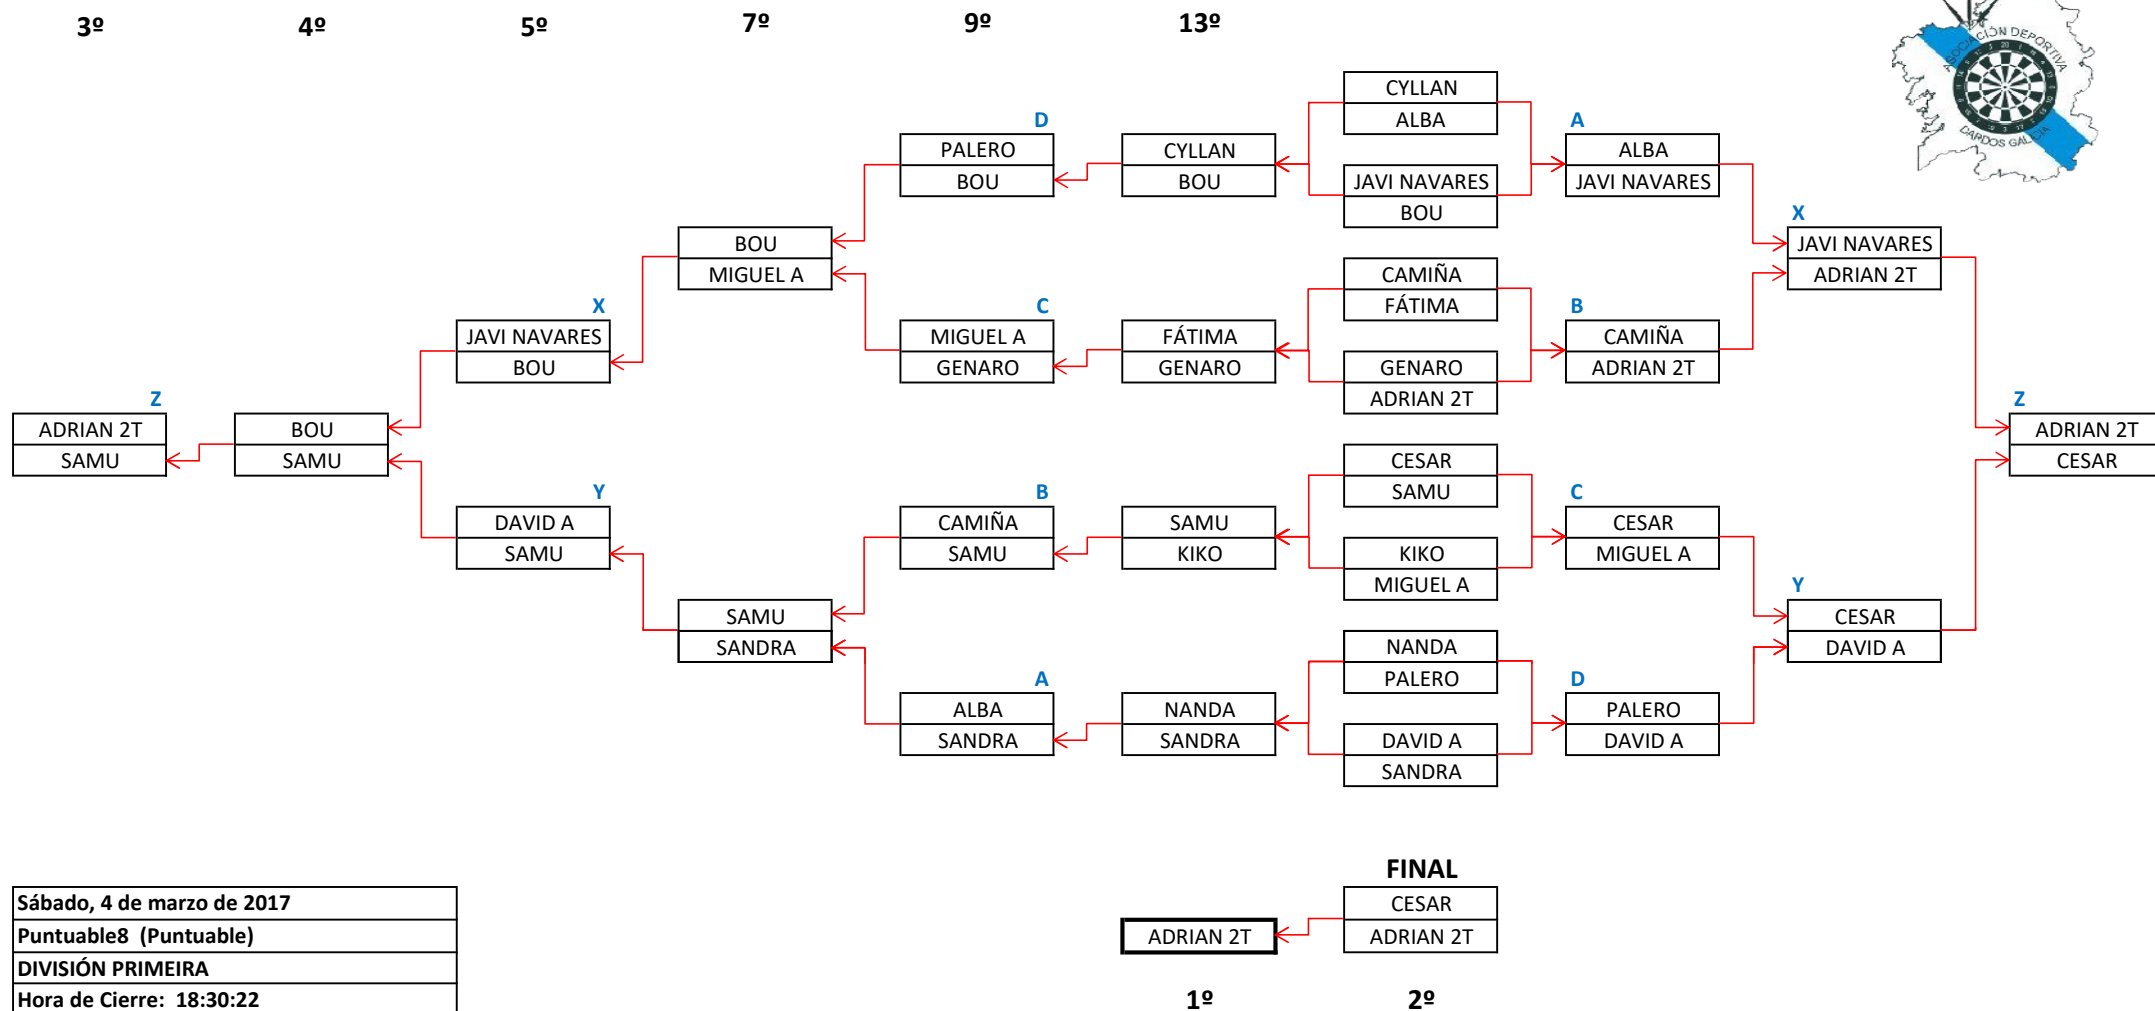 3º 4º 5º 7º 9º 13º
ASOCIACIÓN DEPORTIVA
DARDOS GALICIA
CYLLAN
ALBA
D
A
PALERO
BOU
CYLLAN
BOU
JAVI NAVARES
BOU
ALBA
JAVI NAVARES
X
BOU
MIGUEL A
CAMIÑA
FÁTIMA
JAVI NAVARES
ADRIAN 2T
X
C
B
JAVI NAVARES
BOU
MIGUEL A
GENARO
FÁTIMA
GENARO
GENARO
ADRIAN 2T
CAMIÑA
ADRIAN 2T
Z
Z
ADRIAN 2T
SAMU
BOU
SAMU
ADRIAN 2T
CESAR
CESAR
SAMU
Y
B
C
DAVID A
SAMU
CAMIÑA
SAMU
SAMU
KIKO
KIKO
MIGUEL A
CESAR
MIGUEL A
Y
SAMU
SANDRA
NANDA
PALERO
CESAR
DAVID A
A
D
ALBA
SANDRA
NANDA
SANDRA
DAVID A
SANDRA
PALERO
DAVID A
FINAL
CESAR
ADRIAN 2T
ADRIAN 2T
1º 2º
Sábado, 4 de marzo de 2017
Puntuable8 (Puntuable)
DIVISIÓN PRIMEIRA
Hora de Cierre: 18:30:22